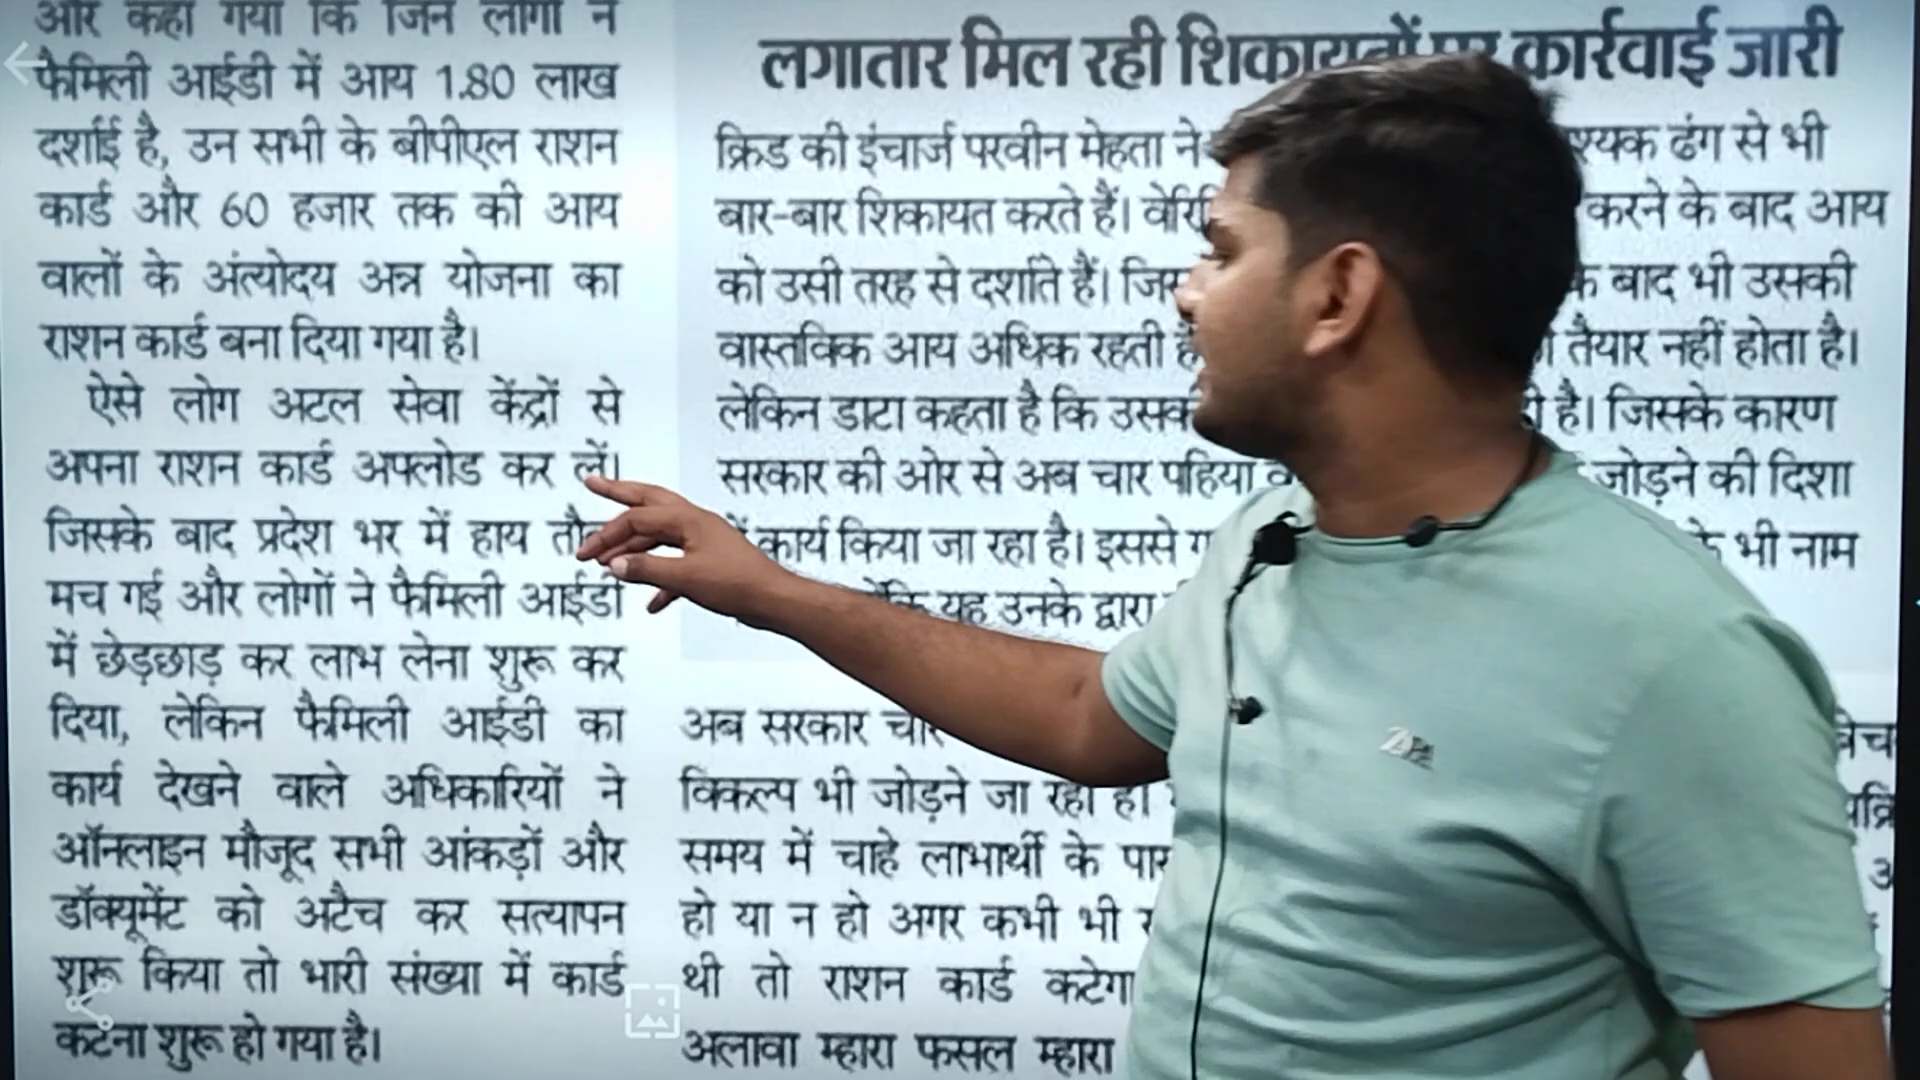 और कहा गया कि जिन लोगों ने
फैमिली आईडी में आय 1.80 लाख
दर्शाई है, उन सभी के बीपीएल राशन
कार्ड और 60 हजार तक की आय
वालों के अंत्योदय अन्न योजना का
राशन कार्ड बना दिया गया है।
ऐसे लोग अटल सेवा केंद्रों से
अपना राशन कार्ड अपलोड कर लें।
जिसके बाद प्रदेश भर में हाय
मच गई और लोगों ने फैमिली आईडी
में छेड़छाड़ कर लाभ लेना शुरू कर
दिया, लेकिन फैमिली आईडी का
कार्य देखने वाले अधिकारियों ने
ऑनलाइन मौजूद सभी आंकड़ों और
डॉक्यूमेंट को अटैच कर सत्यापन
शुरू किया तो भारी संख्या में कार्ड
कटना शुरू हो गया है।
लगातार मिल रही शिकायतों पर कार्रवाई जारी
क्रिड की इंचार्ज परवीन मेहता ने ढंग से भी
बार-बार शिकायत करते हैं। करने के बाद आय
को उसी तरह से दर्शाते हैं। के बाद भी उसकी
वास्तविक आय अधिक रहती तैयार नहीं होता है।
लेकिन डाटा कहता है कि है। जिसके कारण
सरकार की ओर से अब चार पहिया जोड़ने की दिशा
में कार्य किया जा रहा है। इससे के भी नाम
यह उनके द्वारा
अब सरकार चार
विकल्प भी जोड़ने जा रही है।
समय में चाहे लाभार्थी के पास
हो या न हो अगर कभी भी
थी तो राशन कार्ड कटेगा
अलावा म्हारा फसल म्हारा